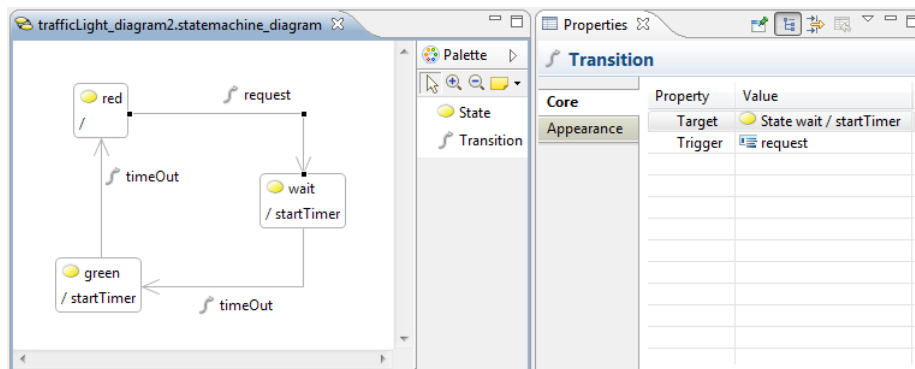 trafficLight_diagram2.statemachine_diagram
red
/
request
timeOut
wait
/ startTimer
green
/ startTimer
timeOut
Palette
State
Transition
Properties
Transition
Core
Appearance
Property Value
Target State wait / startTimer
Trigger request